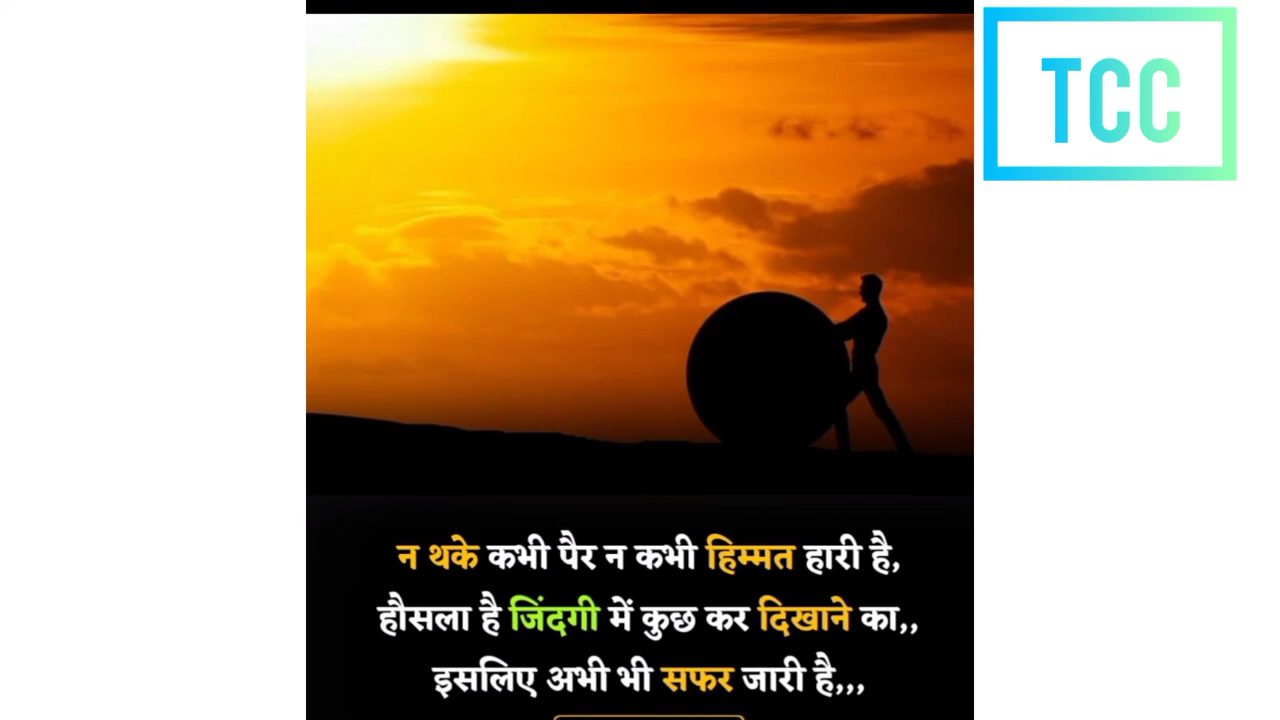 TCC
न थके कभी पैर न कभी हिम्मत हारी है,
हौसला है जिंदगी में कुछ कर दिखाने का,,
इसलिए अभी भी सफर जारी है,,,